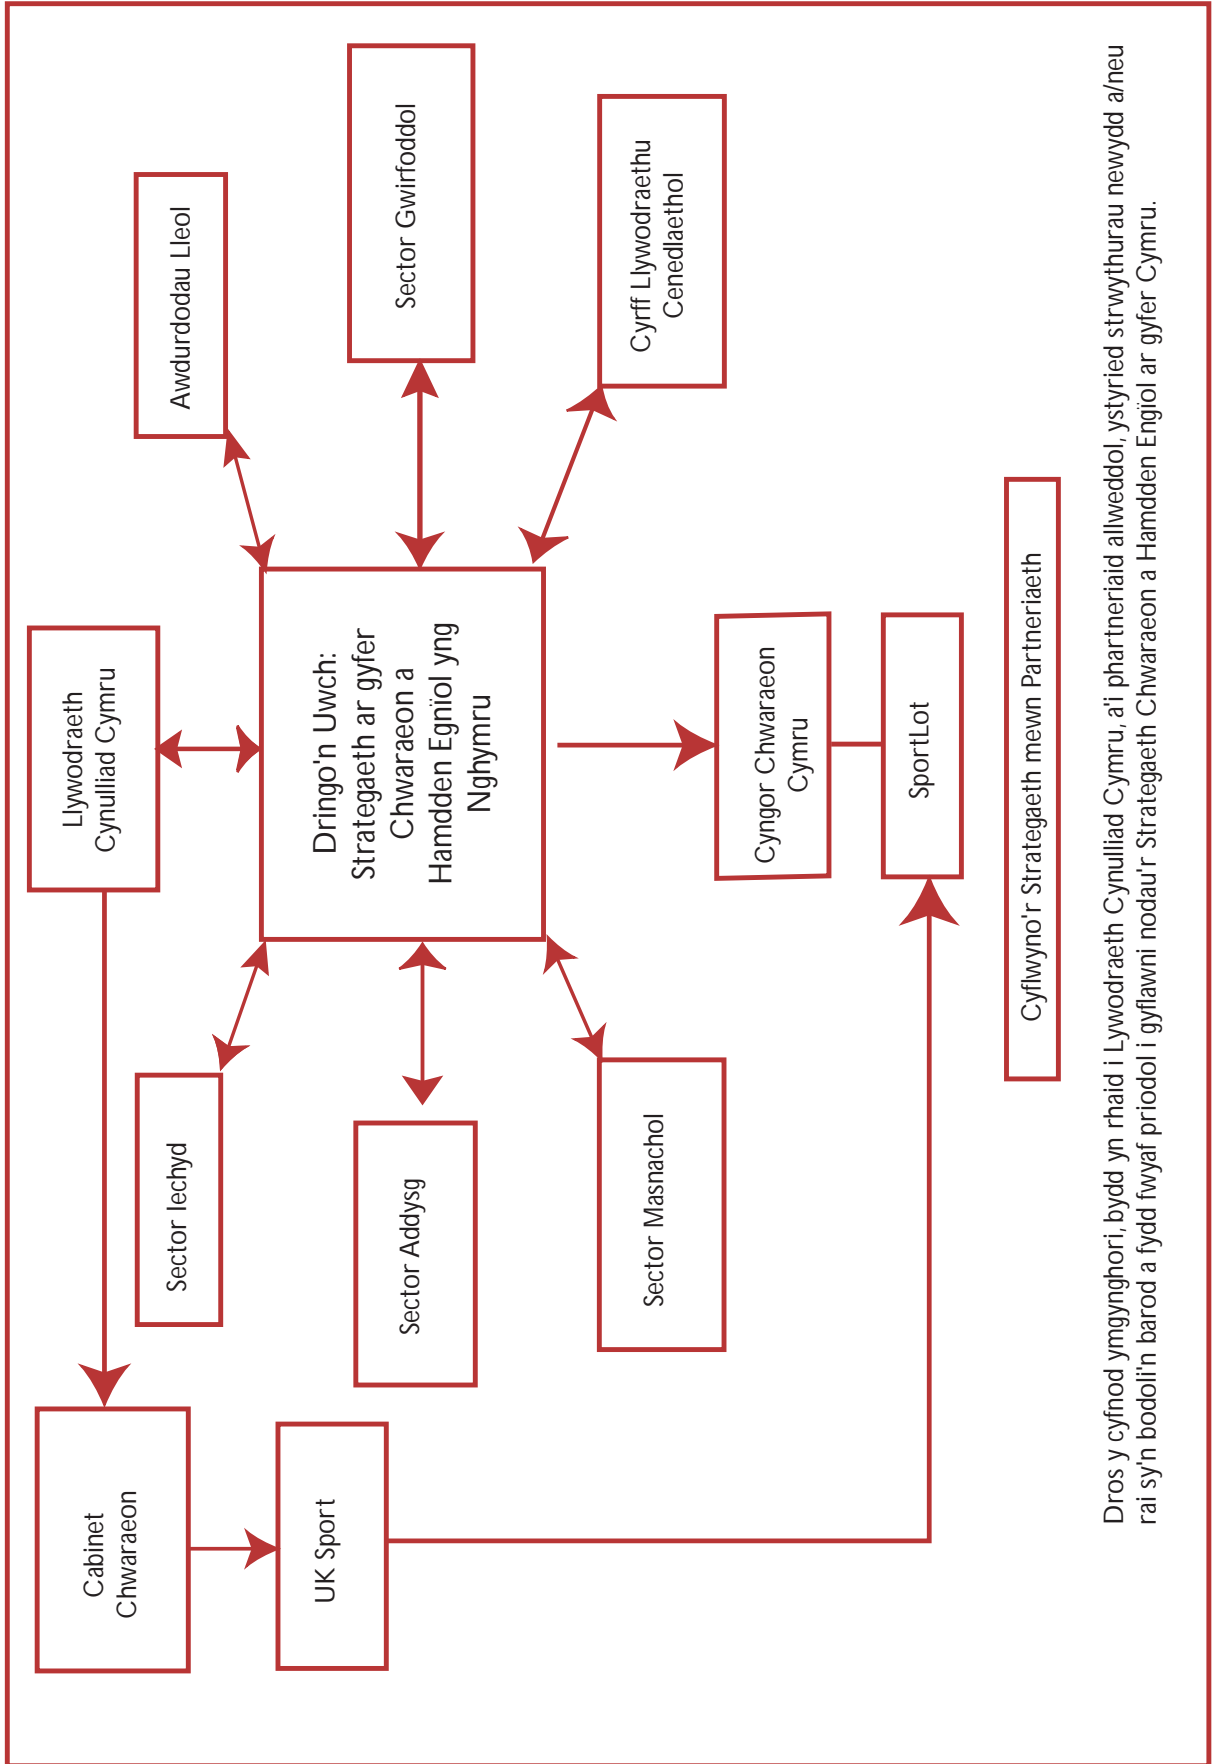 Cabinet
Chwaraeon
Llywodraeth
Cynulliad Cymru
UK Sport
Sector Iechyd
Awdurdodau Lleol
Sector Addysg
Dringo'n Uwch:
Strategaeth ar gyfer
Chwaraeon a
Hamdden Egnïol yng
Nghymru
Sector Gwirfoddol
Sector Masnachol
Cyrff Llywodraethu
Cenedlaethol
Cyngor Chwaraeon
Cymru
SportLot
Cyflwyno'r Strategaeth mewn Partneriaeth
Dros y cyfnod ymgynghori, bydd yn rhaid i Lywodraeth Cynulliad Cymru, a'i phartneriaid allweddol, ystyried strwythurau newydd a/neu
rai sy'n bodoli'n barod a fydd fwyaf priodol i gyflawni nodau'r Strategaeth Chwaraeon a Hamdden Engïol ar gyfer Cymru.